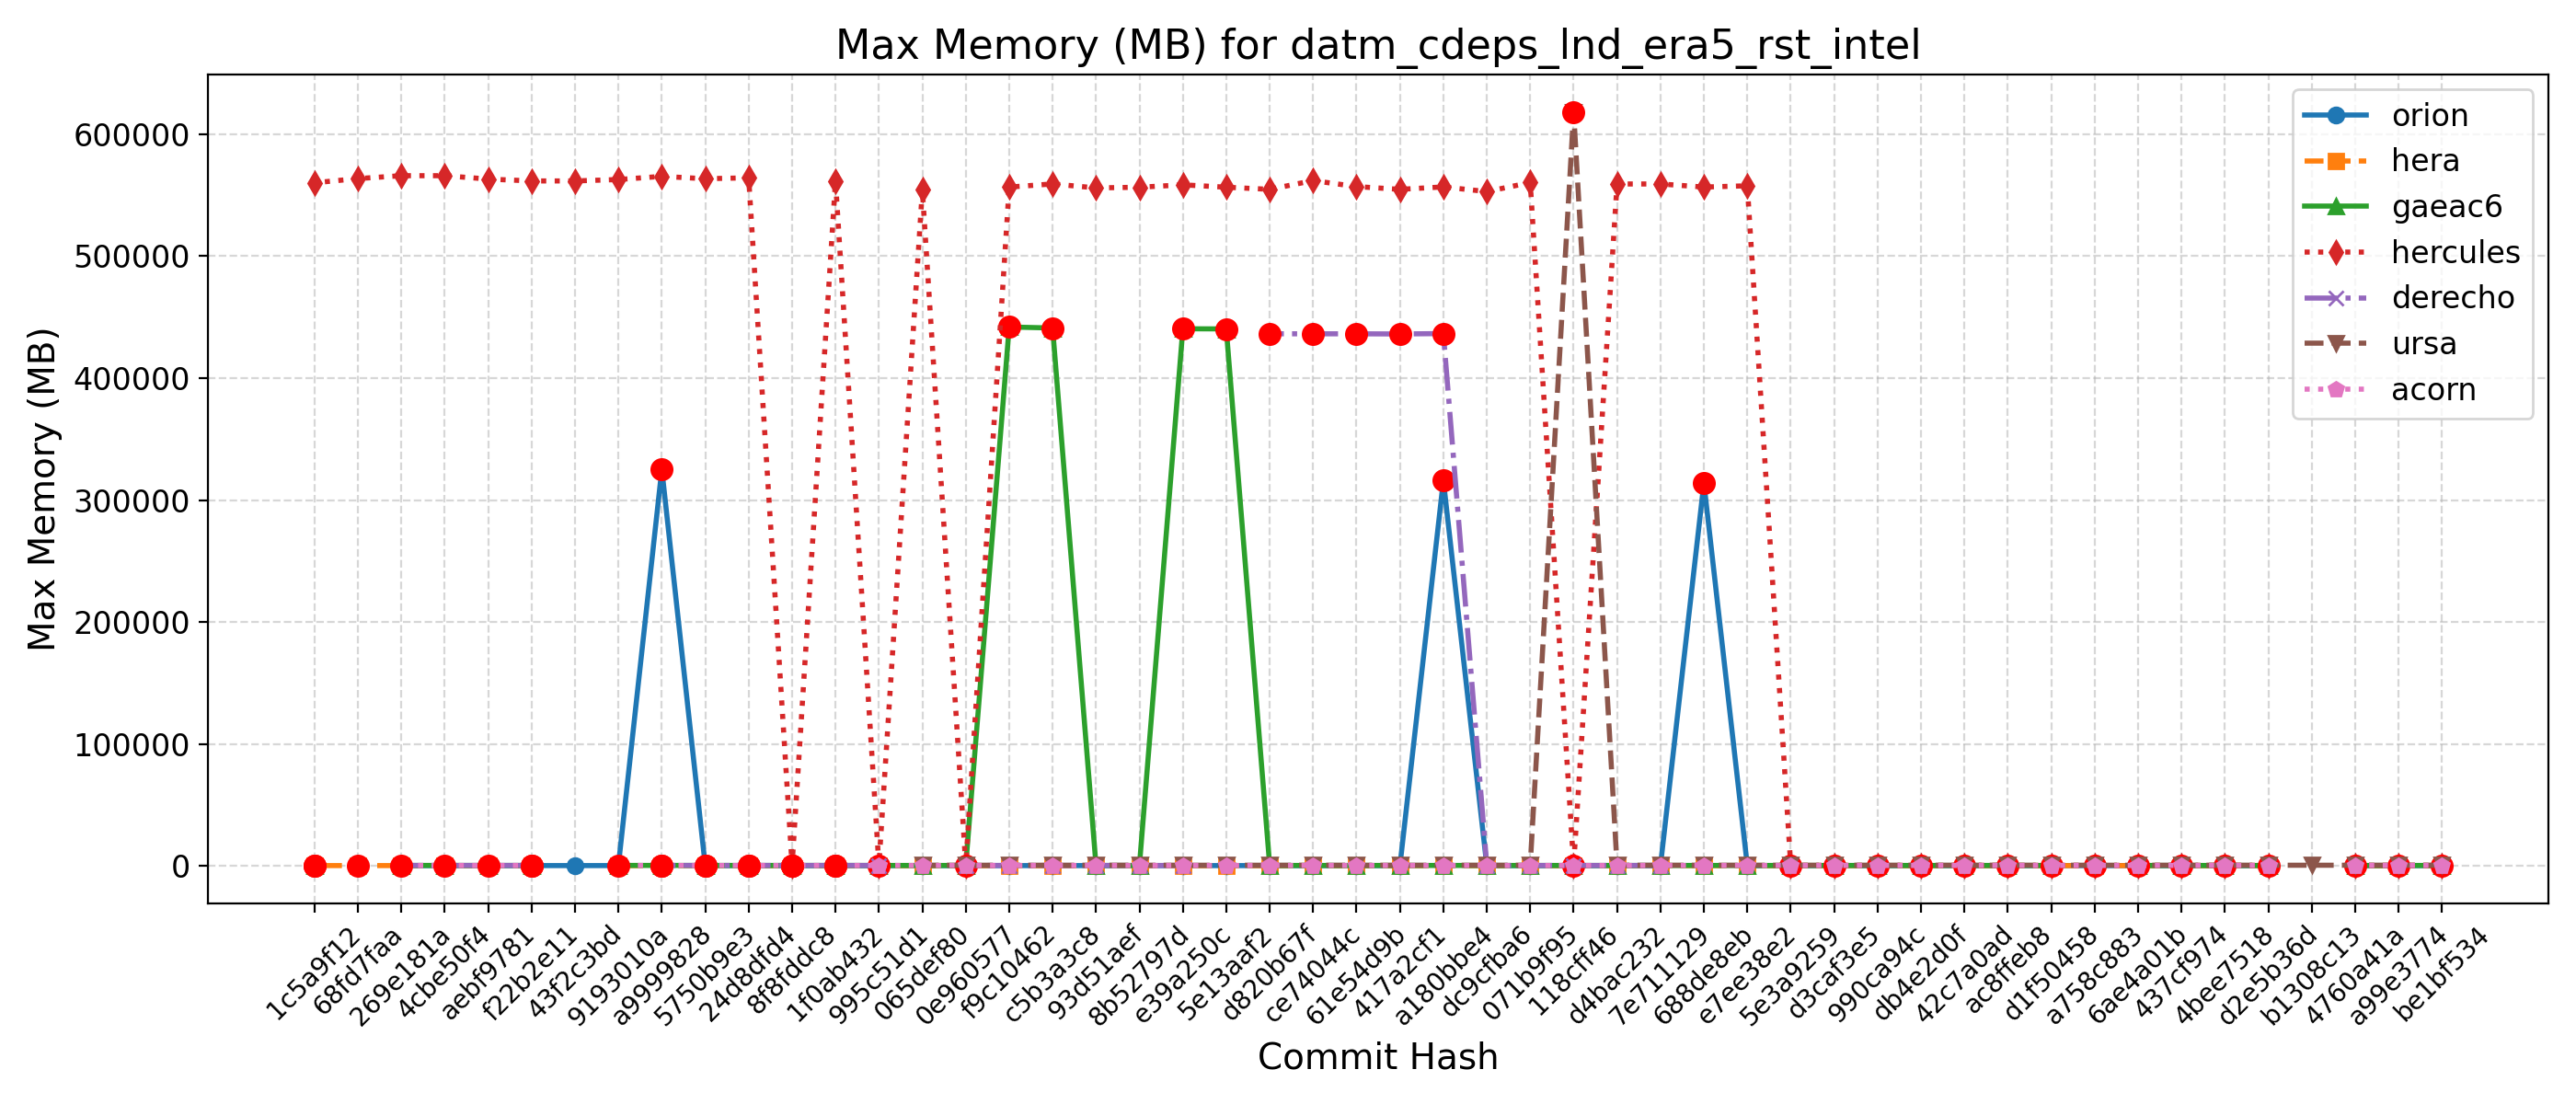 Max Memory (MB) for datm_cdeps_lnd_era5_rst_intel
Max Memory (MB)
600000
500000
400000
300000
200000
100000
0
orion
hera
gaeac6
hercules
derecho
ursa
acorn
1c5a9f12
68fd7faa
269e181a
4cbe50f4
aebf9781
f22b2e11
43f2c3bd
9193010a
a9999828
5750b9e3
24d8dfd4
8f8fddc8
1f0ab432
995c51d1
065def80
0e960577
f9c10462
c5b3a3c8
93d51aef
8b52797d
e39a250c
5e13aaf2
d820b67f
ce74044c
61e54d9b
417a2cf1
a180bbe4
dc9cfba6
071b9f95
118cff46
d4bac232
7e711129
688de8eb
e7ee38e2
5e3a9259
d3caf3e5
990ca94c
db4e2d0f
42c7a0ad
ac8ffeb8
d1f50458
a758c883
6ae4a01b
437cf974
4bee7518
d2e5b36d
b1308c13
4760a41a
a99e3774
be1bf534
Commit Hash